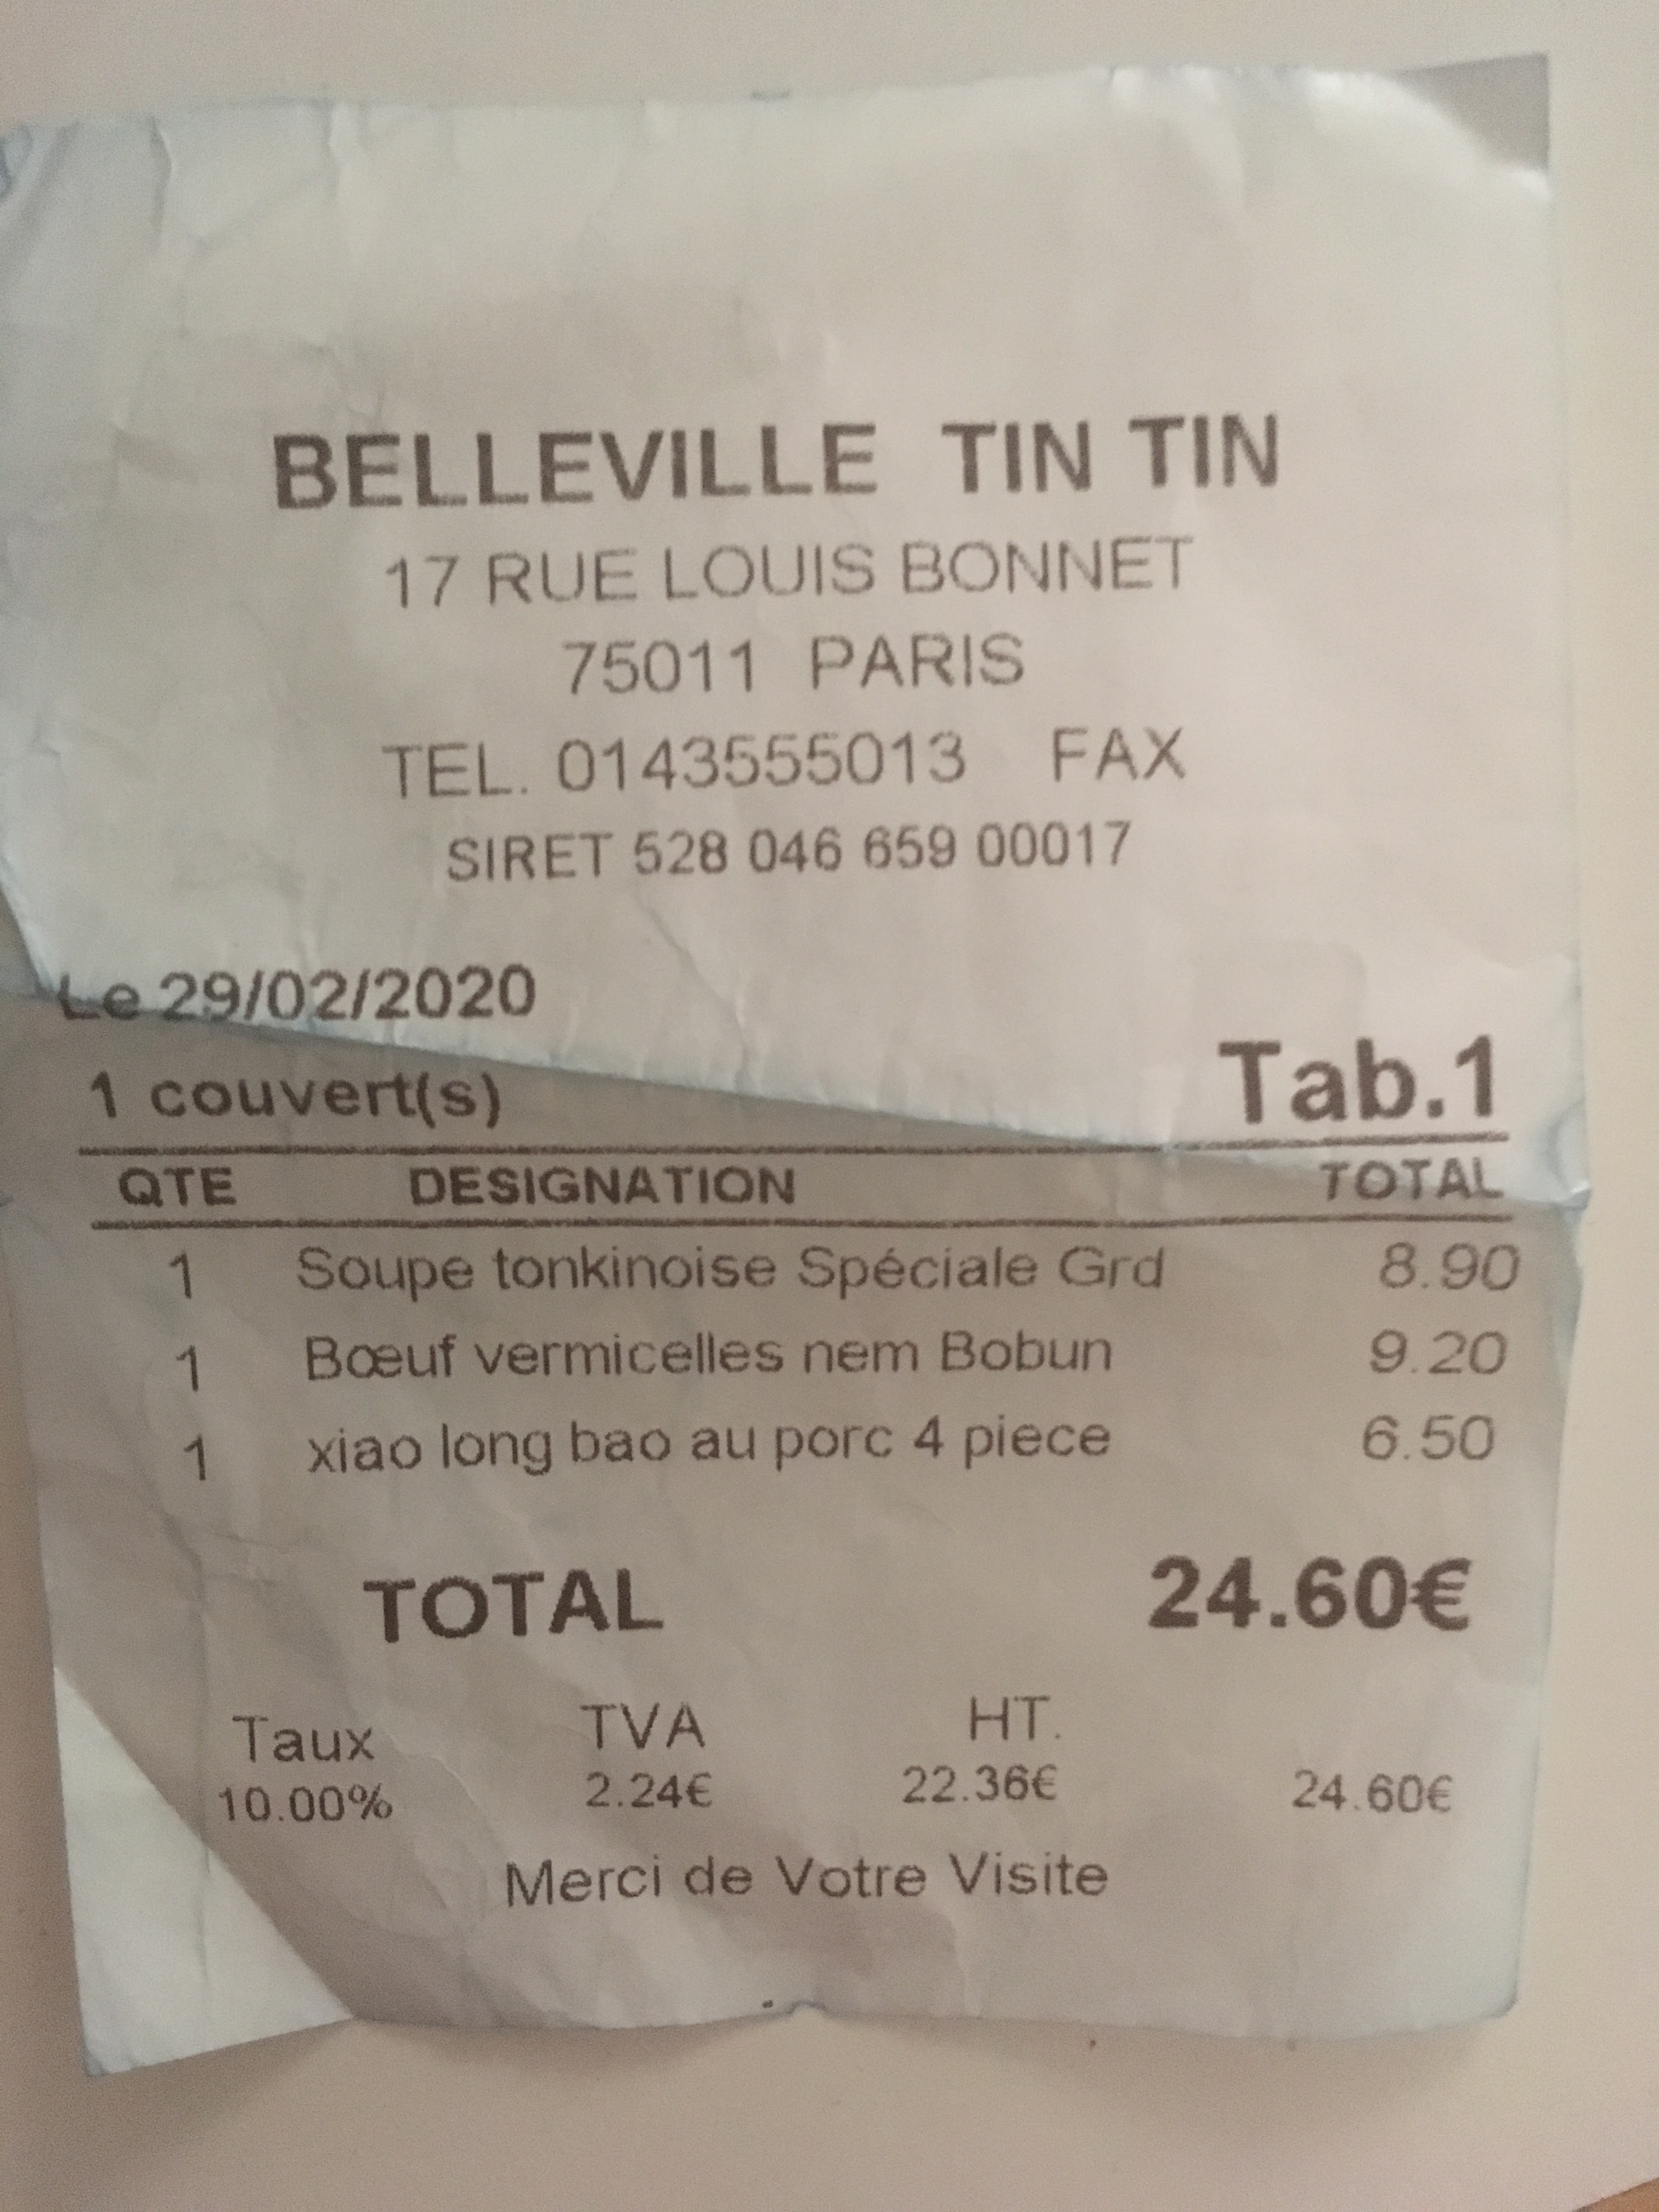 BELLEVILLE TIN TIN
17 RUE LOUIS BONNET
75011 PARIS
TEL. 0143555013 FAX
SIRET 528 046 659 00017
Le 29/02/2020
1 couvert(s) Tab.1
QTE DESIGNATION TOTAL
1 Soupe tonkinoise Spéciale Grd 8.90
1 Bœuf vermicelles nem Bobun 9.20
1 xiao long bao au porc 4 piece 6.50
TOTAL 24.60€
Taux TVA HT.
10.00% 2.24€ 22.36€ 24.60€
Merci de Votre Visite